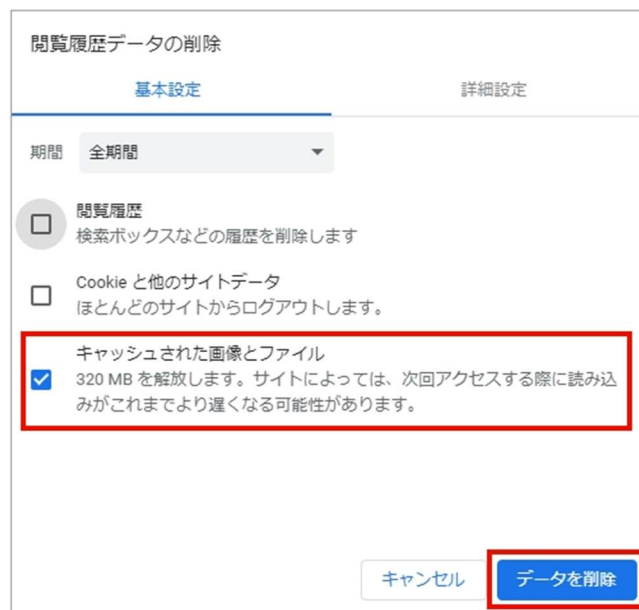 閲覧履歴データの削除
基本設定
詳細設定
期間
全期間
閲覧履歴
検索ボックスなどの履歴を削除します
Cookie と他のサイトデータ
ほとんどのサイトからログアウトします。
キャッシュされた画像とファイル
320 MB を解放します。サイトによっては、次回アクセスする際に読み込
みがこれまでより遅くなる可能性があります。
キャンセル
データを削除